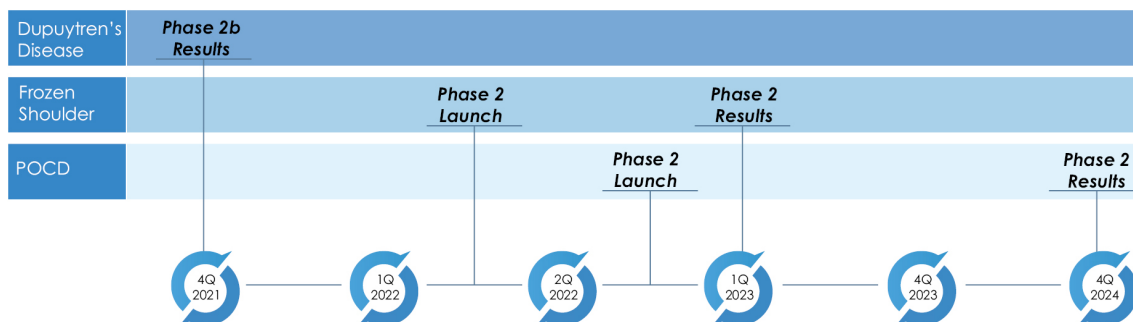 Dupuytren's
Disease
Phase 2b
Results
Frozen
Shoulder
Phase 2
Launch
Phase 2
Results
POCD
Phase 2
Launch
Phase 2
Results
4Q
2021
1Q
2022
2Q
2022
1Q
2023
4Q
2023
4Q
2024